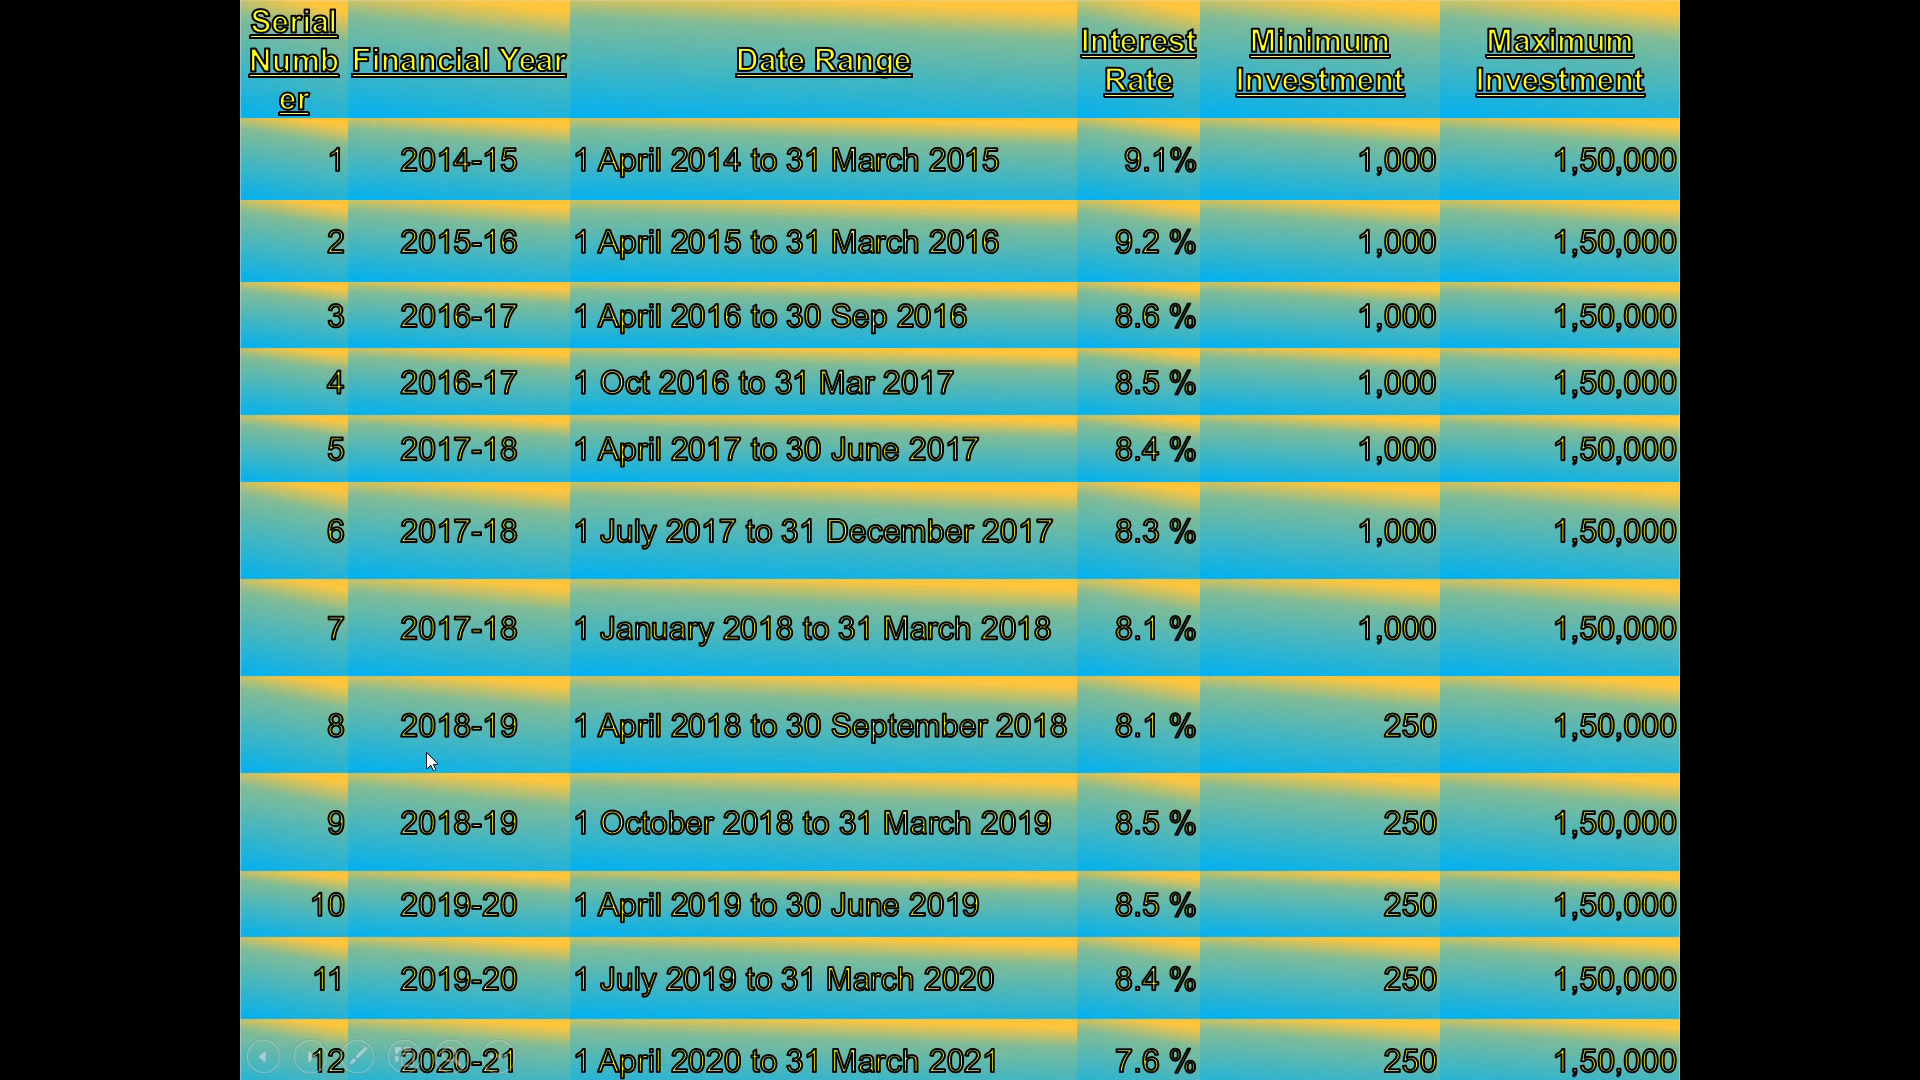 Serial Numb er Financial Year Date Range Interest Rate Minimum Investment Maximum Investment
1 2014-15 1 April 2014 to 31 March 2015 9.1% 1,000 1,50,000
2 2015-16 1 April 2015 to 31 March 2016 9.2 % 1,000 1,50,000
3 2016-17 1 April 2016 to 30 Sep 2016 8.6 % 1,000 1,50,000
4 2016-17 1 Oct 2016 to 31 Mar 2017 8.5 % 1,000 1,50,000
5 2017-18 1 April 2017 to 30 June 2017 8.4 % 1,000 1,50,000
6 2017-18 1 July 2017 to 31 December 2017 8.3 % 1,000 1,50,000
7 2017-18 1 January 2018 to 31 March 2018 8.1 % 1,000 1,50,000
8 2018-19 1 April 2018 to 30 September 2018 8.1 % 250 1,50,000
9 2018-19 1 October 2018 to 31 March 2019 8.5 % 250 1,50,000
10 2019-20 1 April 2019 to 30 June 2019 8.5 % 250 1,50,000
11 2019-20 1 July 2019 to 31 March 2020 8.4 % 250 1,50,000
12 2020-21 1 April 2020 to 31 March 2021 7.6 % 250 1,50,000